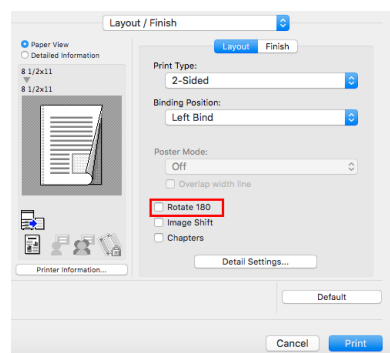 Layout / Finish
Paper View
Detailed Information
8 1/2x11
8 1/2x11
Printer Information...
Layout Finish
Print Type:
2-Sided
Binding Position:
Left Bind
Poster Mode:
Off
Overlap width line
Rotate 180
Image Shift
Chapters
Detail Settings...
Default
Cancel Print